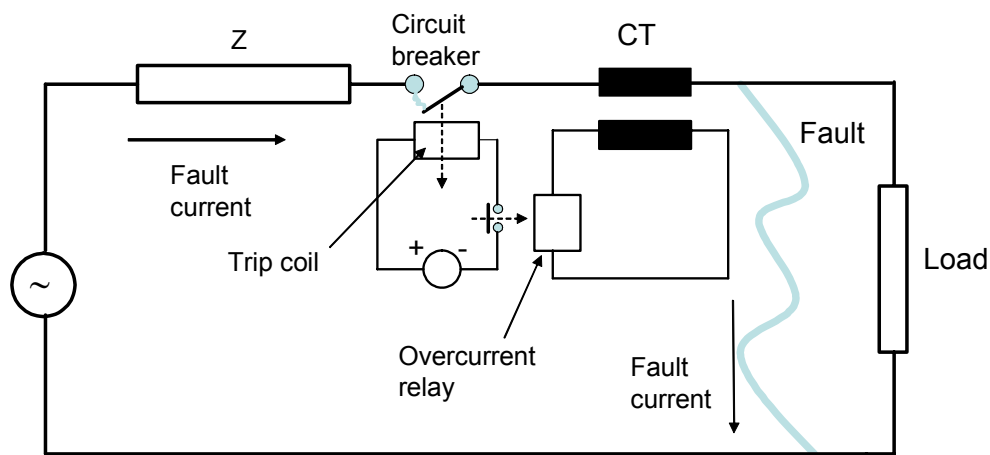 Circuit
breaker
Z
CT
Fault
current
Fault
Trip coil
+
-
~
Load
Overcurrent
relay
Fault
current